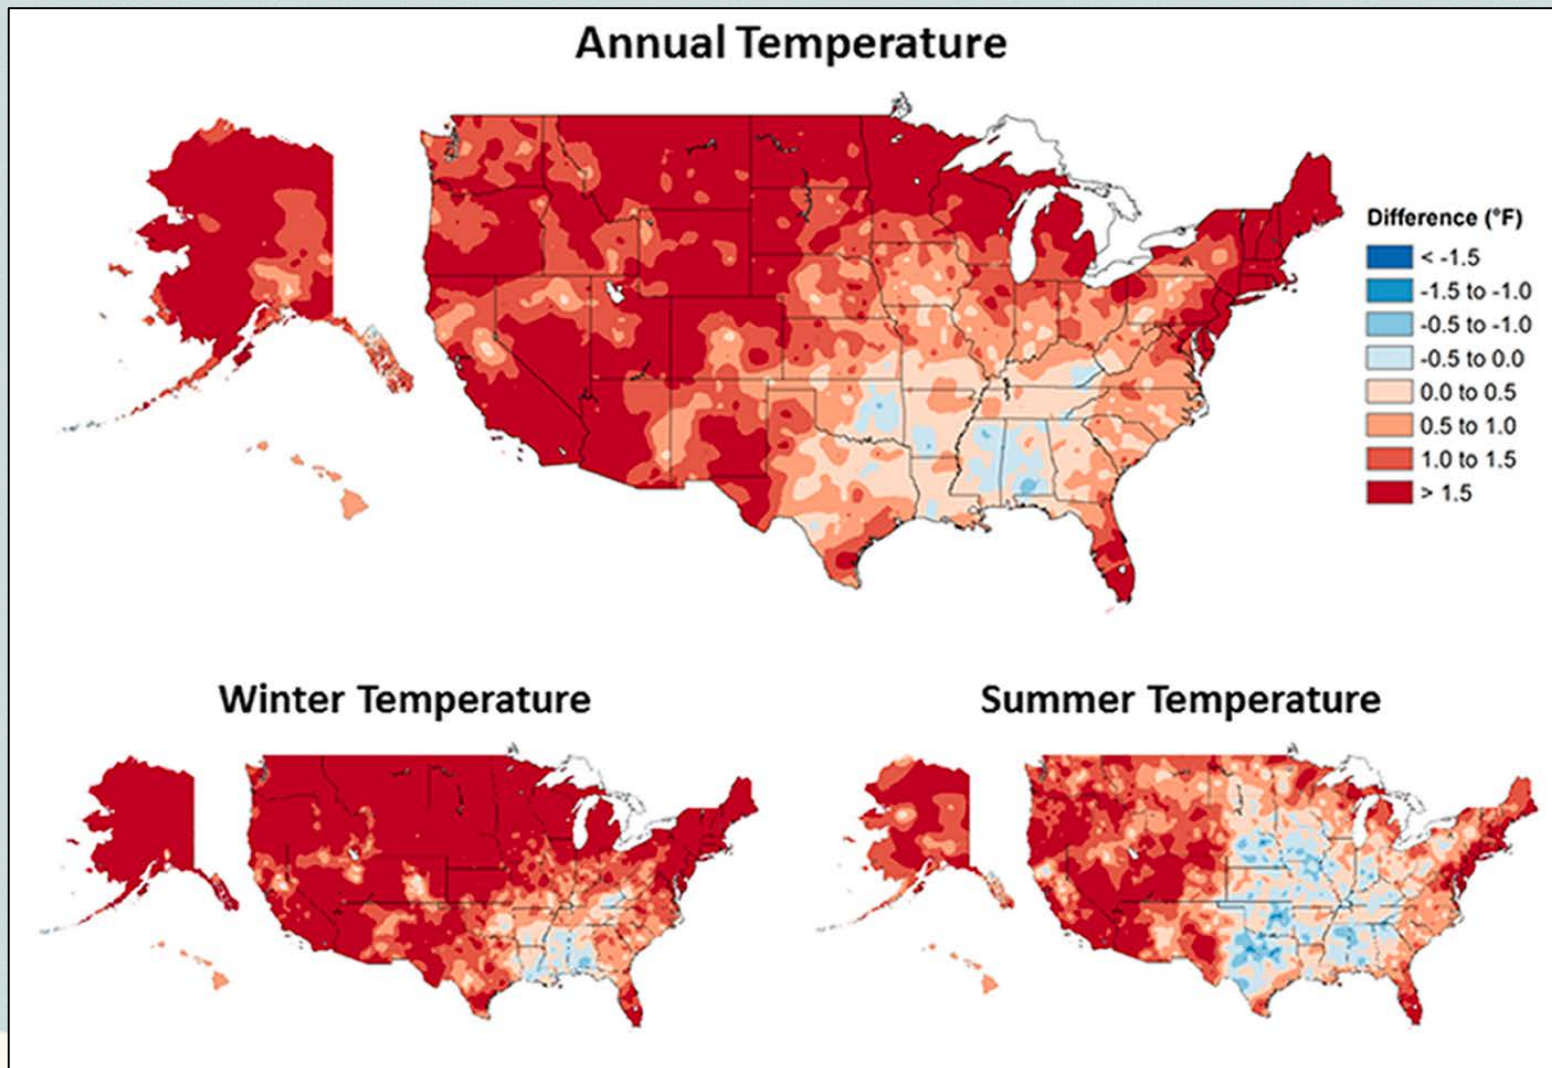 Annual Temperature
Difference (°F)
< -1.5
-1.5 to -1.0
-0.5 to -1.0
-0.5 to 0.0
0.0 to 0.5
0.5 to 1.0
1.0 to 1.5
> 1.5
Winter Temperature
Summer Temperature